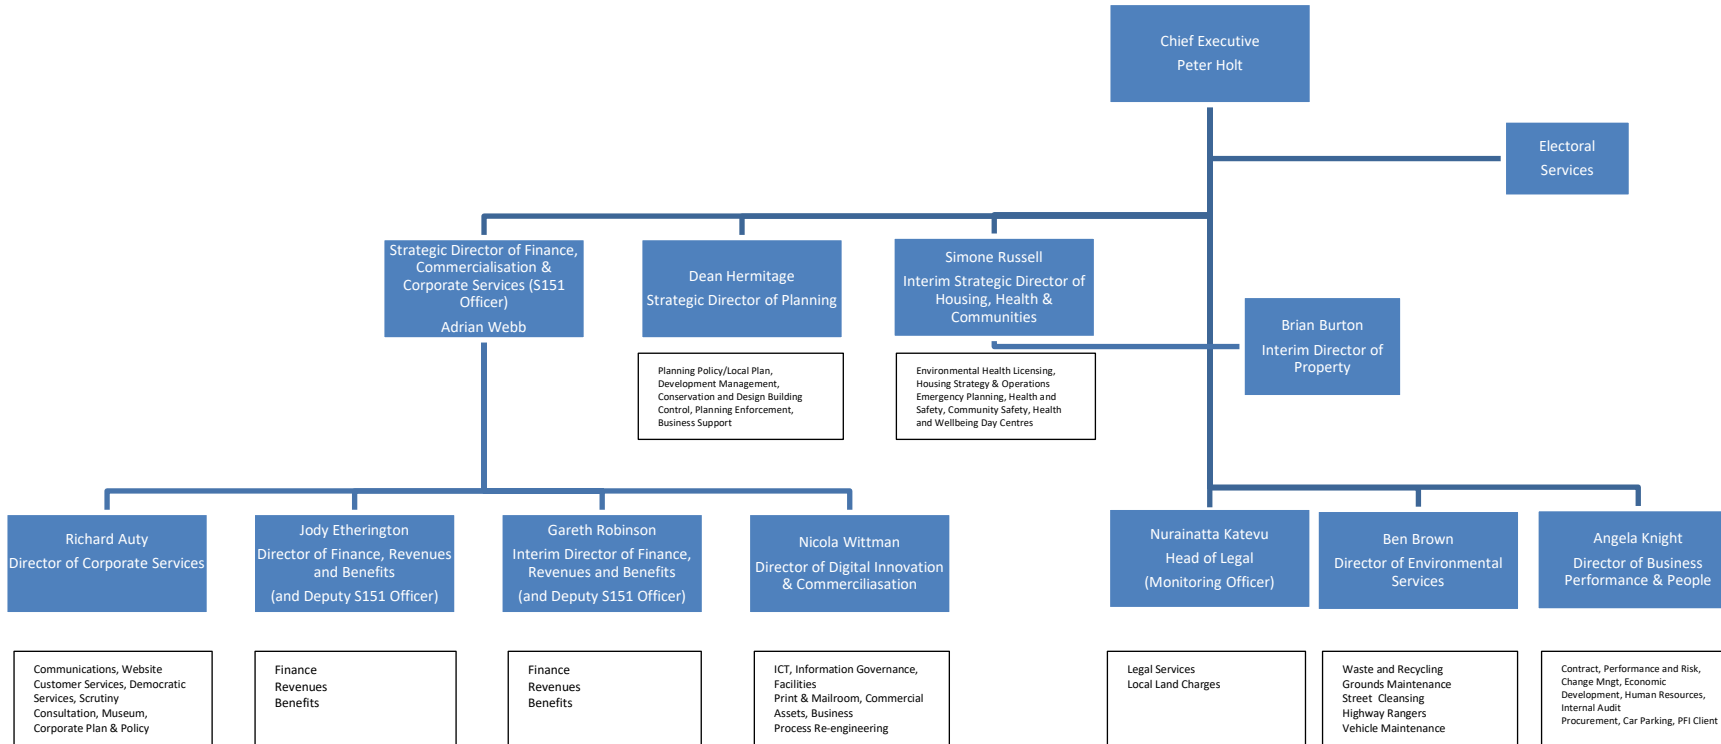 Chief Executive
Peter Holt
Electoral
Services
Strategic Director of Finance,
Commercialisation &
Corporate Services (S151
Officer)
Adrian Webb
Dean Hermitage
Strategic Director of Planning
Simone Russell
Interim Strategic Director of
Housing, Health &
Communities
Brian Burton
Interim Director of
Property
Planning Policy/Local Plan,
Development Management,
Conservation and Design Building
Control, Planning Enforcement,
Business Support
Environmental Health Licensing,
Housing Strategy & Operations
Emergency Planning, Health and
Safety, Community Safety, Health
and Wellbeing Day Centres
Richard Auty
Director of Corporate Services
Jody Etherington
Director of Finance, Revenues
and Benefits
(and Deputy S151 Officer)
Gareth Robinson
Interim Director of Finance,
Revenues and Benefits
(and Deputy S151 Officer)
Nicola Wittman
Director of Digital Innovation
& Commerciliasation
Nurainatta Katevu
Head of Legal
(Monitoring Officer)
Ben Brown
Director of Environmental
Services
Angela Knight
Director of Business
Performance & People
Communications, Website
Customer Services, Democratic
Services, Scrutiny
Consultation, Museum,
Corporate Plan & Policy
Finance
Revenues
Benefits
Finance
Revenues
Benefits
ICT, Information Governance,
Facilities
Print & Mailroom, Commercial
Assets, Business
Process Re-engineering
Legal Services
Local Land Charges
Waste and Recycling
Grounds Maintenance
Street Cleansing
Highway Rangers
Vehicle Maintenance
Contract, Performance and Risk,
Change Mngt, Economic
Development, Human Resources,
Internal Audit
Procurement, Car Parking, PFI Client